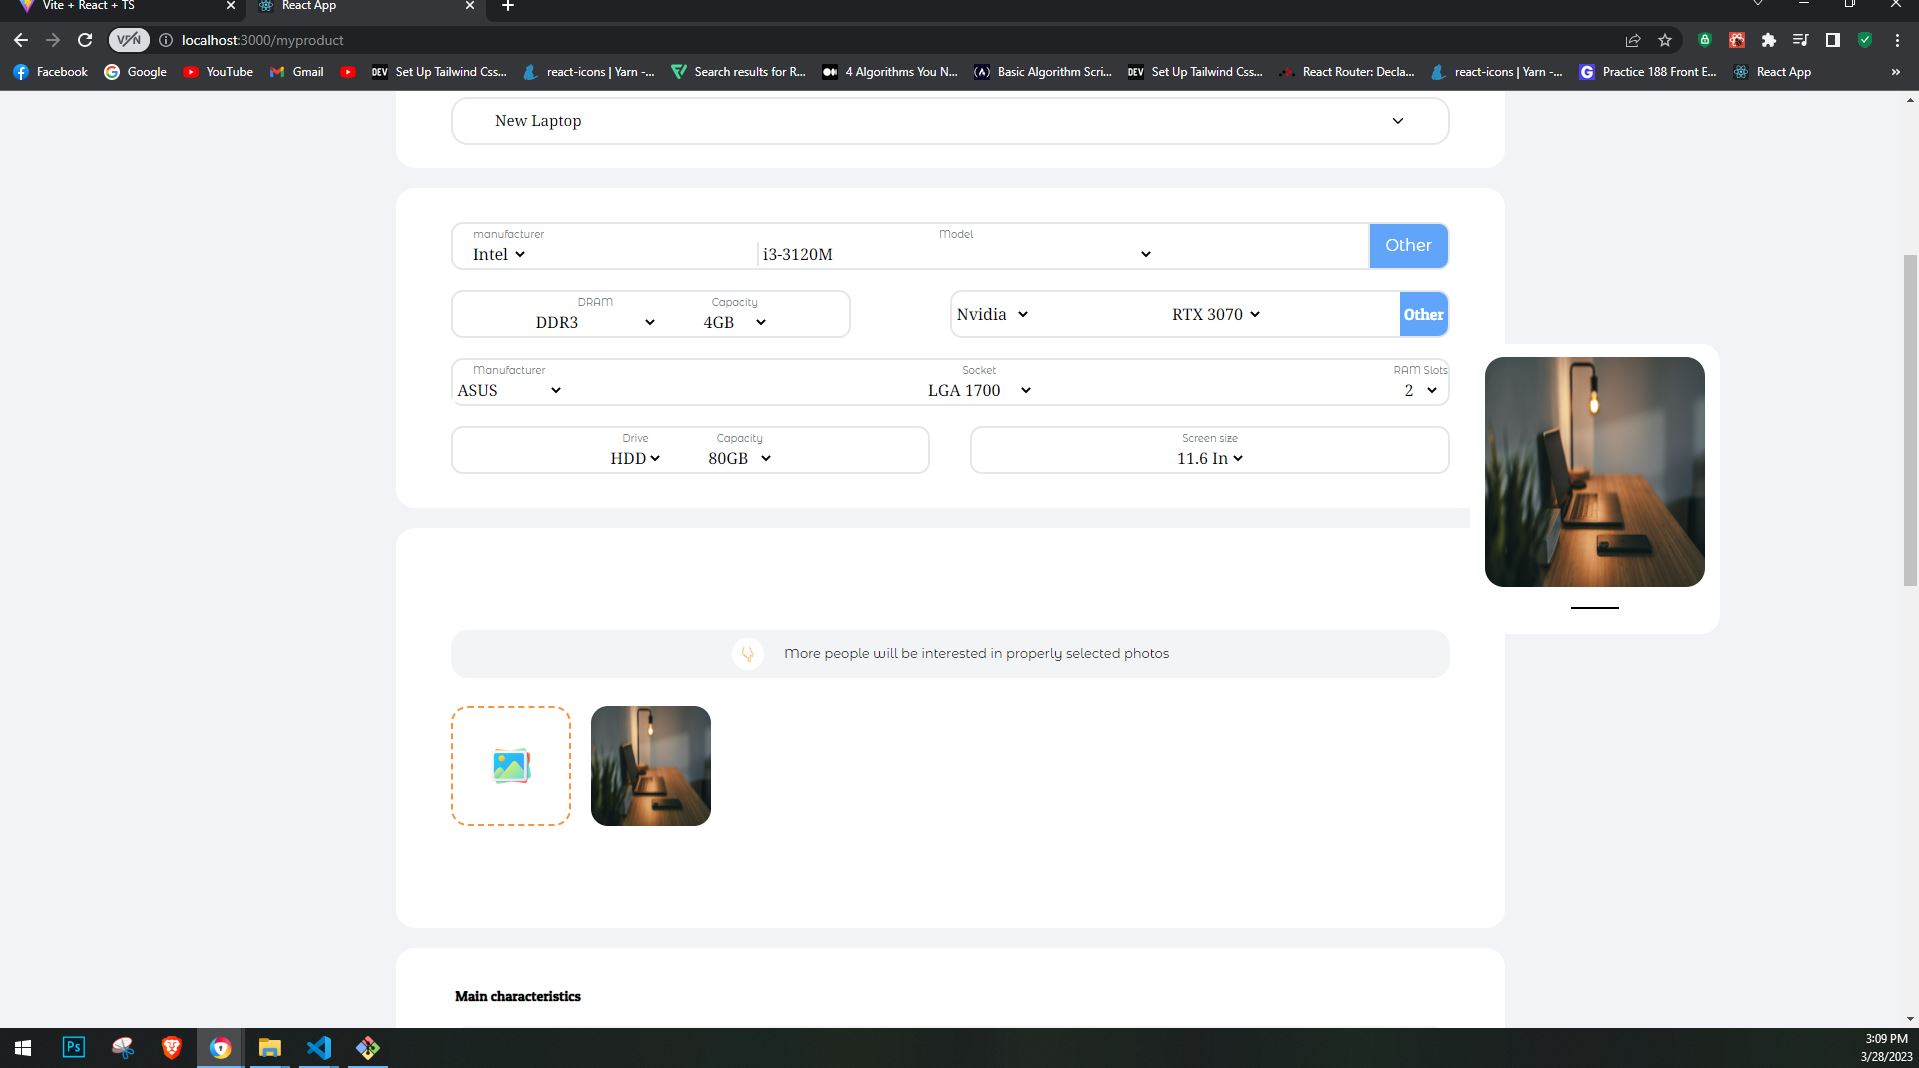 Vite + React + TS
React App
VPN
localhost:3000/myproduct
Facebook
Google
YouTube
Gmail
DEV Set Up Tailwind Css...
react-icons | Yarn -...
Search results for R...
4 Algorithms You N...
(A) Basic Algorithm Scri...
DEV Set Up Tailwind Css...
React Router: Decla...
react-icons | Yarn -...
G Practice 188 Front E...
React App
»
New Laptop
manufacturer
Model
Intel
i3-3120M
Other
DRAM
Capacity
DDR3
4GB
Nvidia
RTX 3070
Other
Manufacturer
Socket
RAM Slots
ASUS
LGA 1700
2
Drive
Capacity
Screen size
HDD
80GB
11.6 In
More people will be interested in properly selected photos
Main characteristics
Ps
3:09 PM
3/28/2023